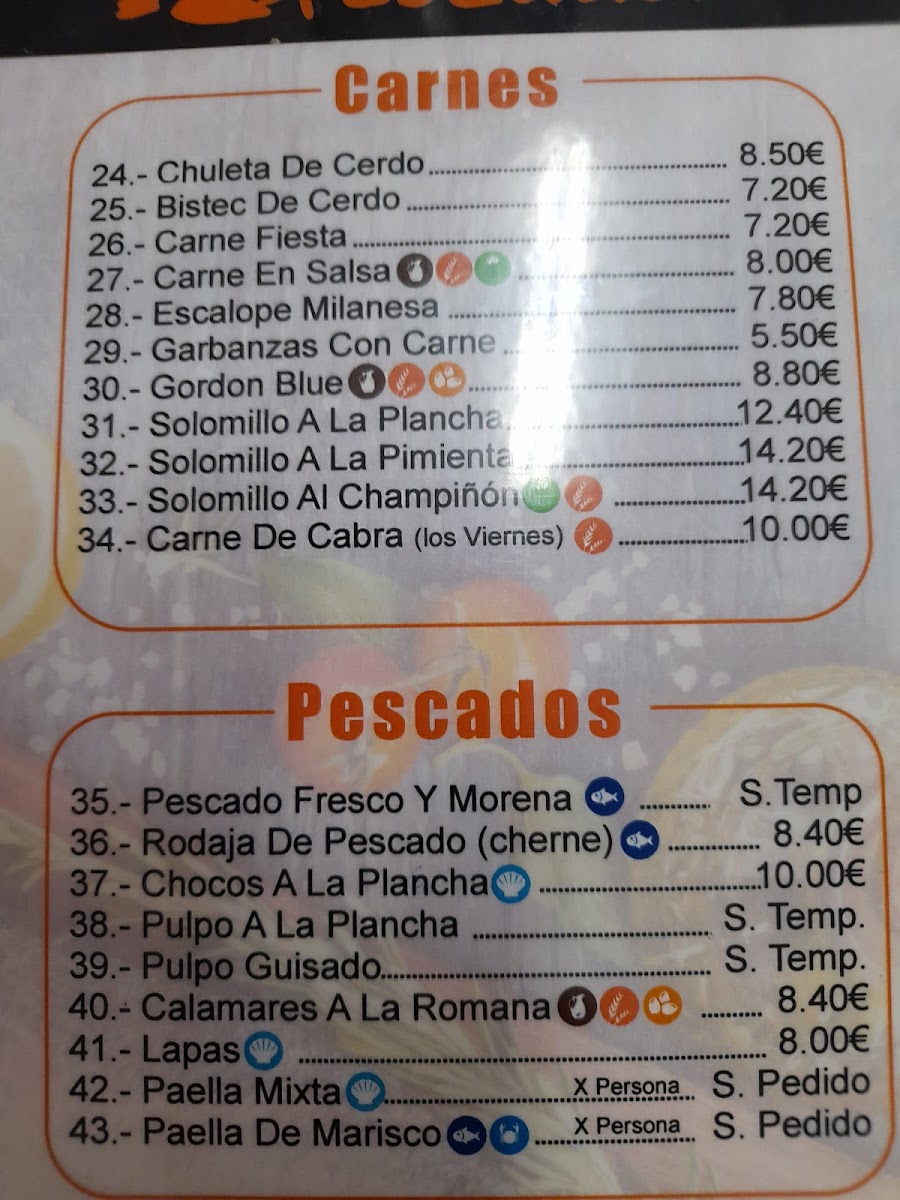 Carnes
24.- Chuleta De Cerdo 8.50€
25.- Bistec De Cerdo 7.20€
26.- Carne Fiesta 7.20€
27.- Carne En Salsa 8.00€
28.- Escalope Milanesa 7.80€
29.- Garbanzas Con Carne 5.50€
30.- Gordon Blue 8.80€
31.- Solomillo A La Plancha 12.40€
32.- Solomillo A La Pimienta 14.20€
33.- Solomillo Al Champiñón 14.20€
34.- Carne De Cabra (los Viernes) 10.00€
Pescados
35.- Pescado Fresco Y Morena S.Temp
36.- Rodaja De Pescado (cherne) 8.40€
37.- Chocos A La Plancha 10.00€
38.- Pulpo A La Plancha S. Temp.
39.- Pulpo Guisado S. Temp.
40.- Calamares A La Romana 8.40€
41.- Lapas 8.00€
42.- Paella Mixta X Persona S. Pedido
43.- Paella De Marisco X Persona S. Pedido